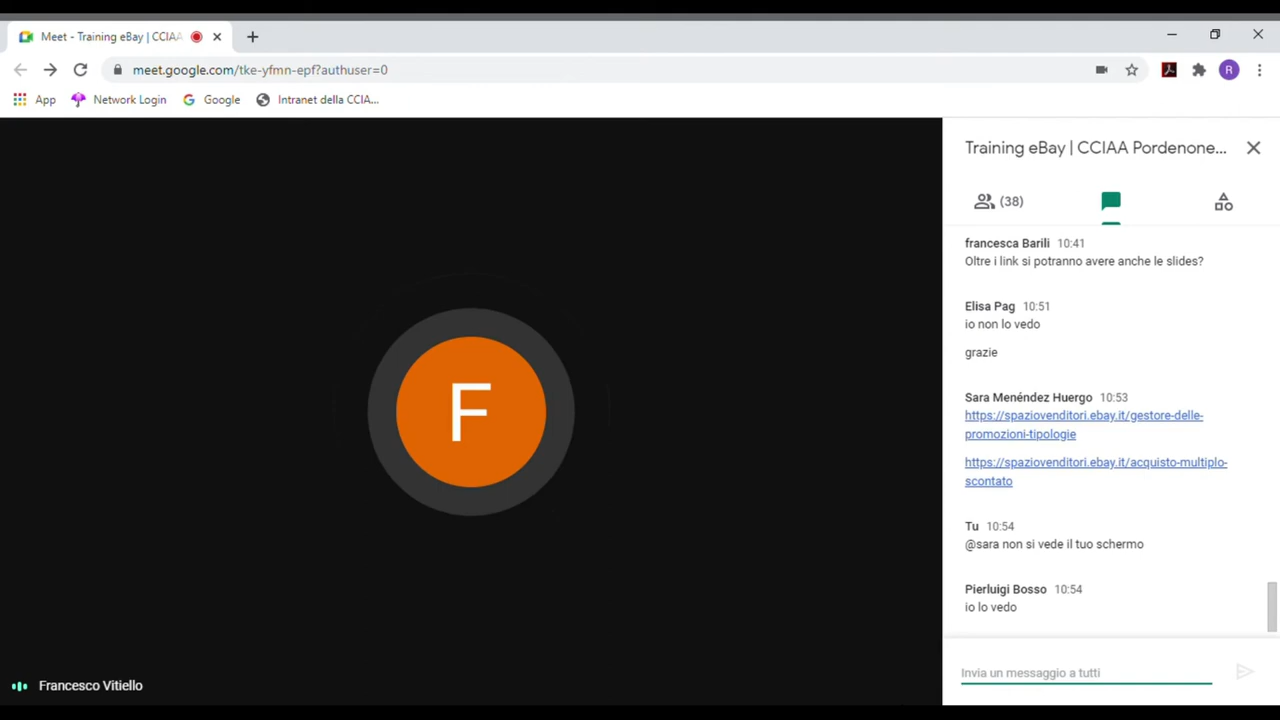 Meet - Training eBay | CCIAA
meet.google.com/tke-yfmn-epf?authuser=0
R
App
Network Login
Google
Intranet della CCIA...
Training eBay | CCIAA Pordenone...
(38)
francesca Barili 10:41
Oltre i link si potranno avere anche le slides?
Elisa Pag 10:51
io non lo vedo
grazie
Sara Menéndez Huergo 10:53
https://spaziovenditori.ebay.it/gestore-delle-
promozioni-tipologie
https://spaziovenditori.ebay.it/acquisto-multiplo-
scontato
Tu 10:54
@sara non si vede il tuo schermo
Pierluigi Bosso 10:54
io lo vedo
Invia un messaggio a tutti
F
Francesco Vitiello